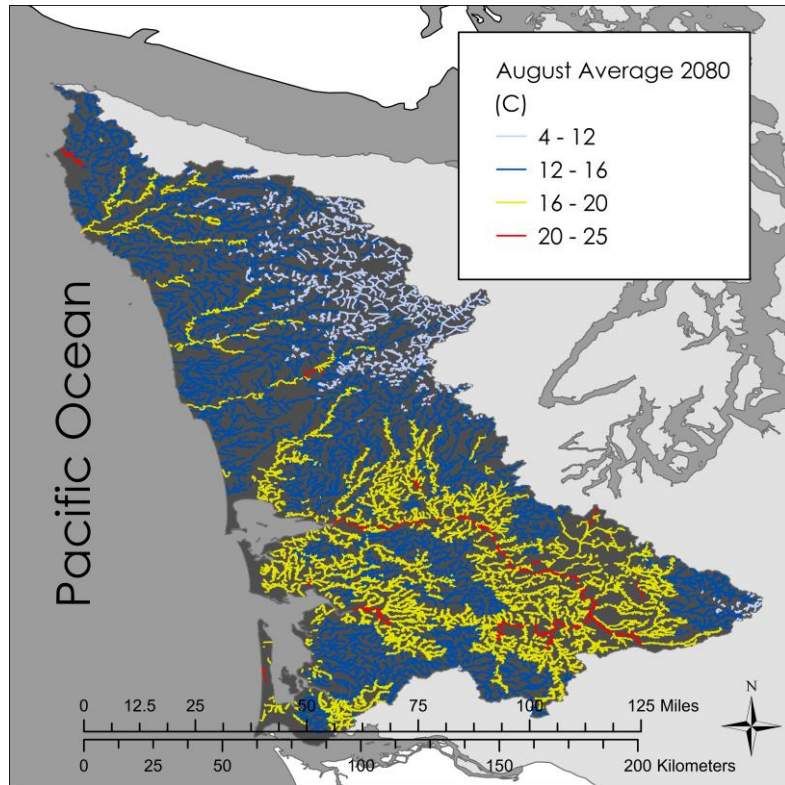 August Average 2080
(C)
4 - 12
12 - 16
16 - 20
20 - 25
Pacific Ocean
N
0 12.5 25 50 75 100 125 Miles
0 25 50 100 150 200 Kilometers